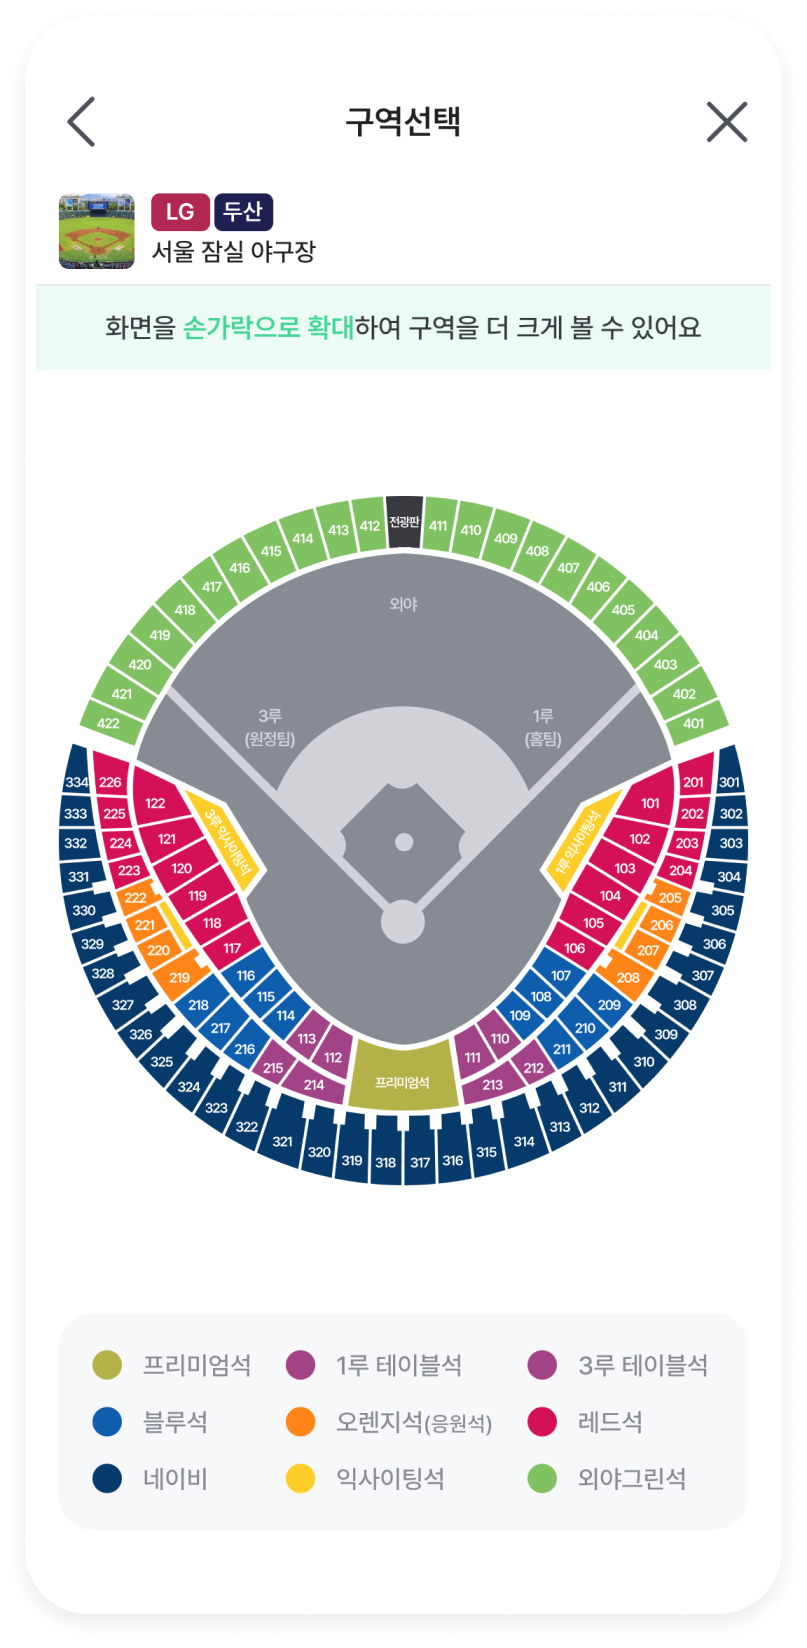 구역선택
LG 두산
서울 잠실 야구장
화면을 손가락으로 확대하여 구역을 더 크게 볼 수 있어요
412 전광판 411
413 410
414 409
415 408
416 407
417 406
418 405
419 404
420 403
421 402
422 401
외야
3루
(원정팀)
1루
(홈팀)
334 226 122 3루 익사이팅석 1루 익사이팅석 101 201 301
333 225 121 102 202 302
332 224 120 103 203 303
331 223 119 104 204 304
330 222 118 105 205 305
329 221 117 106 206 306
328 220 116 107 207 307
327 219 115 108 208 308
326 218 114 109 209 309
325 217 113 110 210 310
324 216 112 111 211 311
323 215 프리미엄석 212 312
322 214 213 313
321 314
320 315
319 318 317 316
프리미엄석 1루 테이블석 3루 테이블석
블루석 오렌지석(응원석) 레드석
네이비 익사이팅석 외야그린석